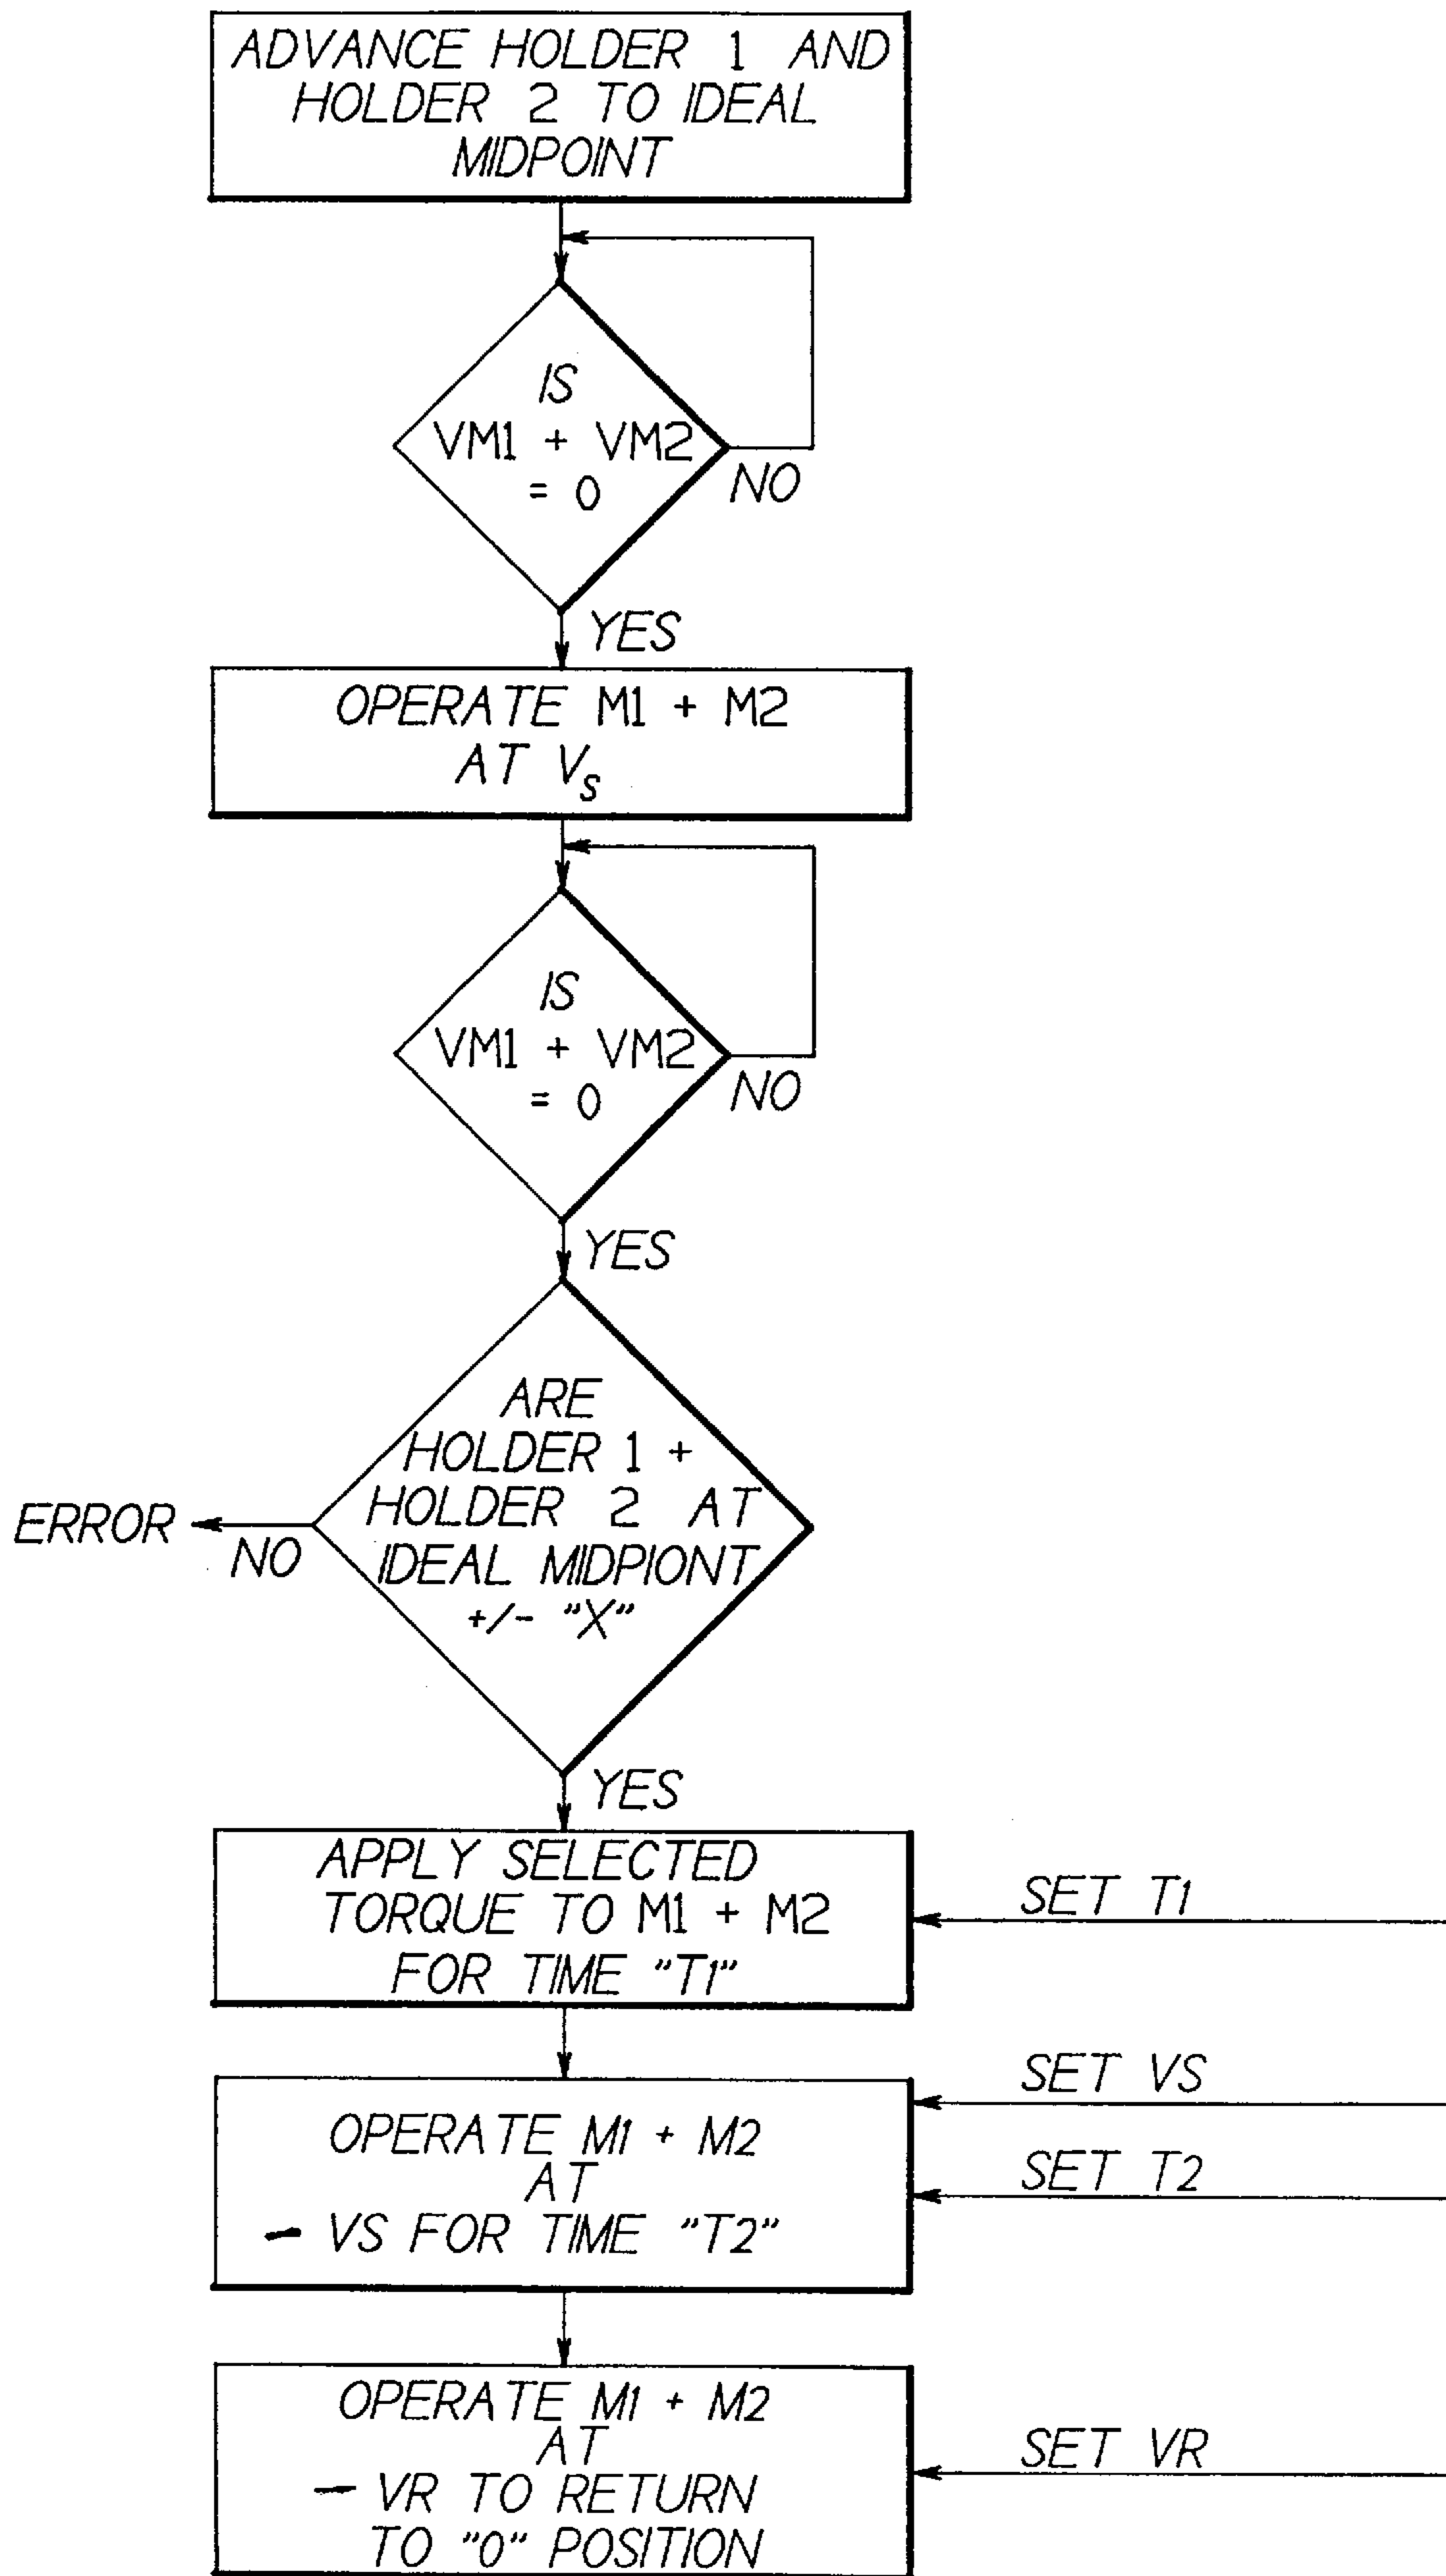 ADVANCE HOLDER 1 AND
HOLDER 2 TO IDEAL
MIDPOINT
IS
VM1 + VM2
= 0
NO
YES
OPERATE M1 + M2
AT Vs
IS
VM1 + VM2
= 0
NO
YES
ARE
HOLDER 1 +
HOLDER 2 AT
IDEAL MIDPIONT
+/- "X"
ERROR
NO
YES
APPLY SELECTED
TORQUE TO M1 + M2
FOR TIME "T1"
SET T1
OPERATE M1 + M2
AT
- VS FOR TIME "T2"
SET VS
SET T2
OPERATE M1 + M2
AT
- VR TO RETURN
TO "0" POSITION
SET VR